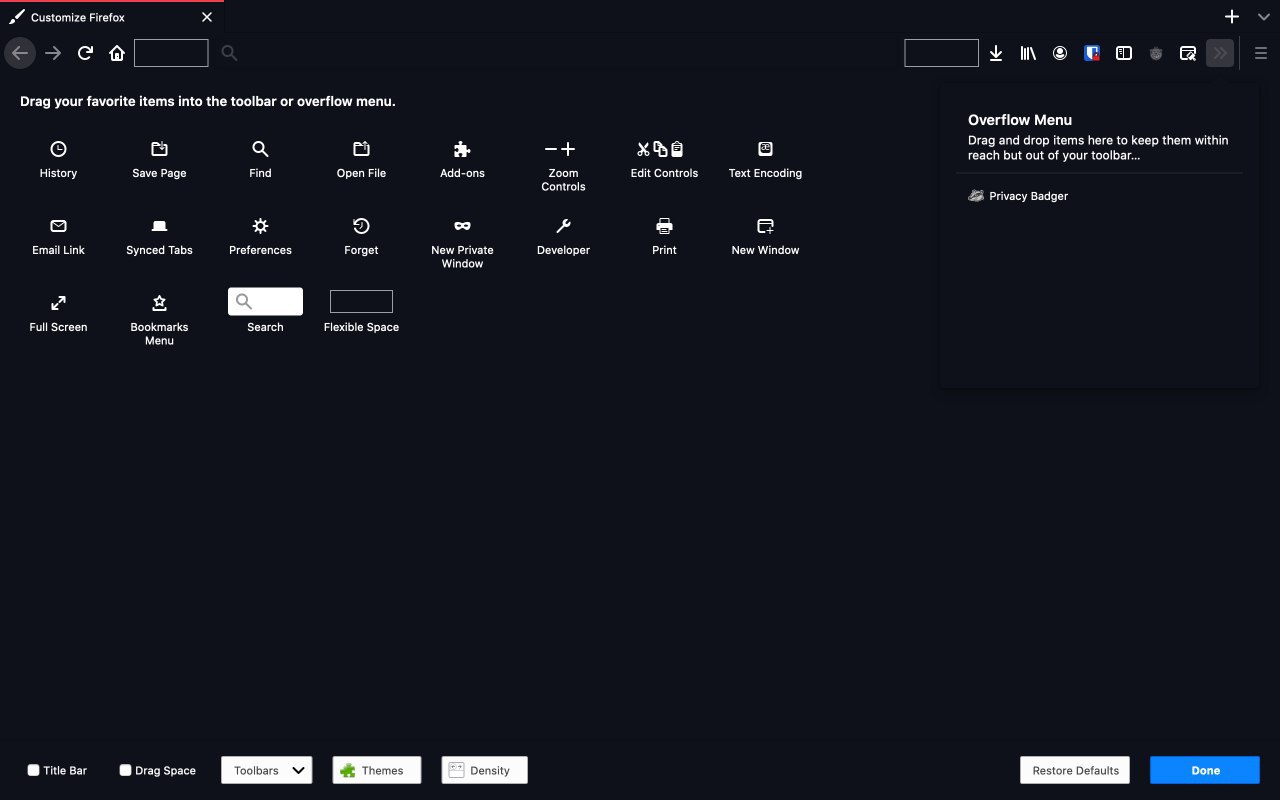 Customize Firefox
Drag your favorite items into the toolbar or overflow menu.
History
Save Page
Find
Open File
Add-ons
Zoom
Controls
Edit Controls
Text Encoding
Email Link
Synced Tabs
Preferences
Forget
New Private
Window
Developer
Print
New Window
Full Screen
Bookmarks
Menu
Search
Flexible Space
Overflow Menu
Drag and drop items here to keep them within
reach but out of your toolbar...
Privacy Badger
Title Bar
Drag Space
Toolbars
Themes
Density
Restore Defaults
Done